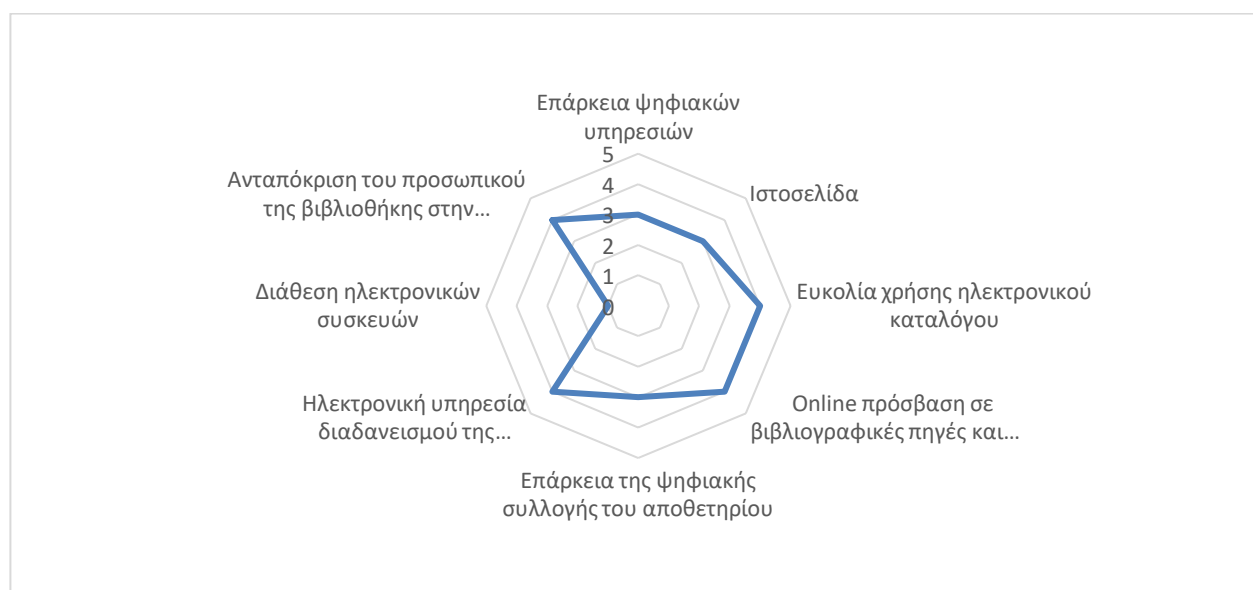 Επάρκεια ψηφιακών
υπηρεσιών
Ιστοσελίδα
Ευκολία χρήσης ηλεκτρονικού
καταλόγου
Online πρόσβαση σε
βιβλιογραφικές πηγές και...
Επάρκεια της ψηφιακής
συλλογής του αποθετηρίου
Ηλεκτρονική υπηρεσία
διαδανεισμού της...
Διάθεση ηλεκτρονικών
συσκευών
Ανταπόκριση του προσωπικού
της βιβλιοθήκης στην...
5
4
3
2
1
0